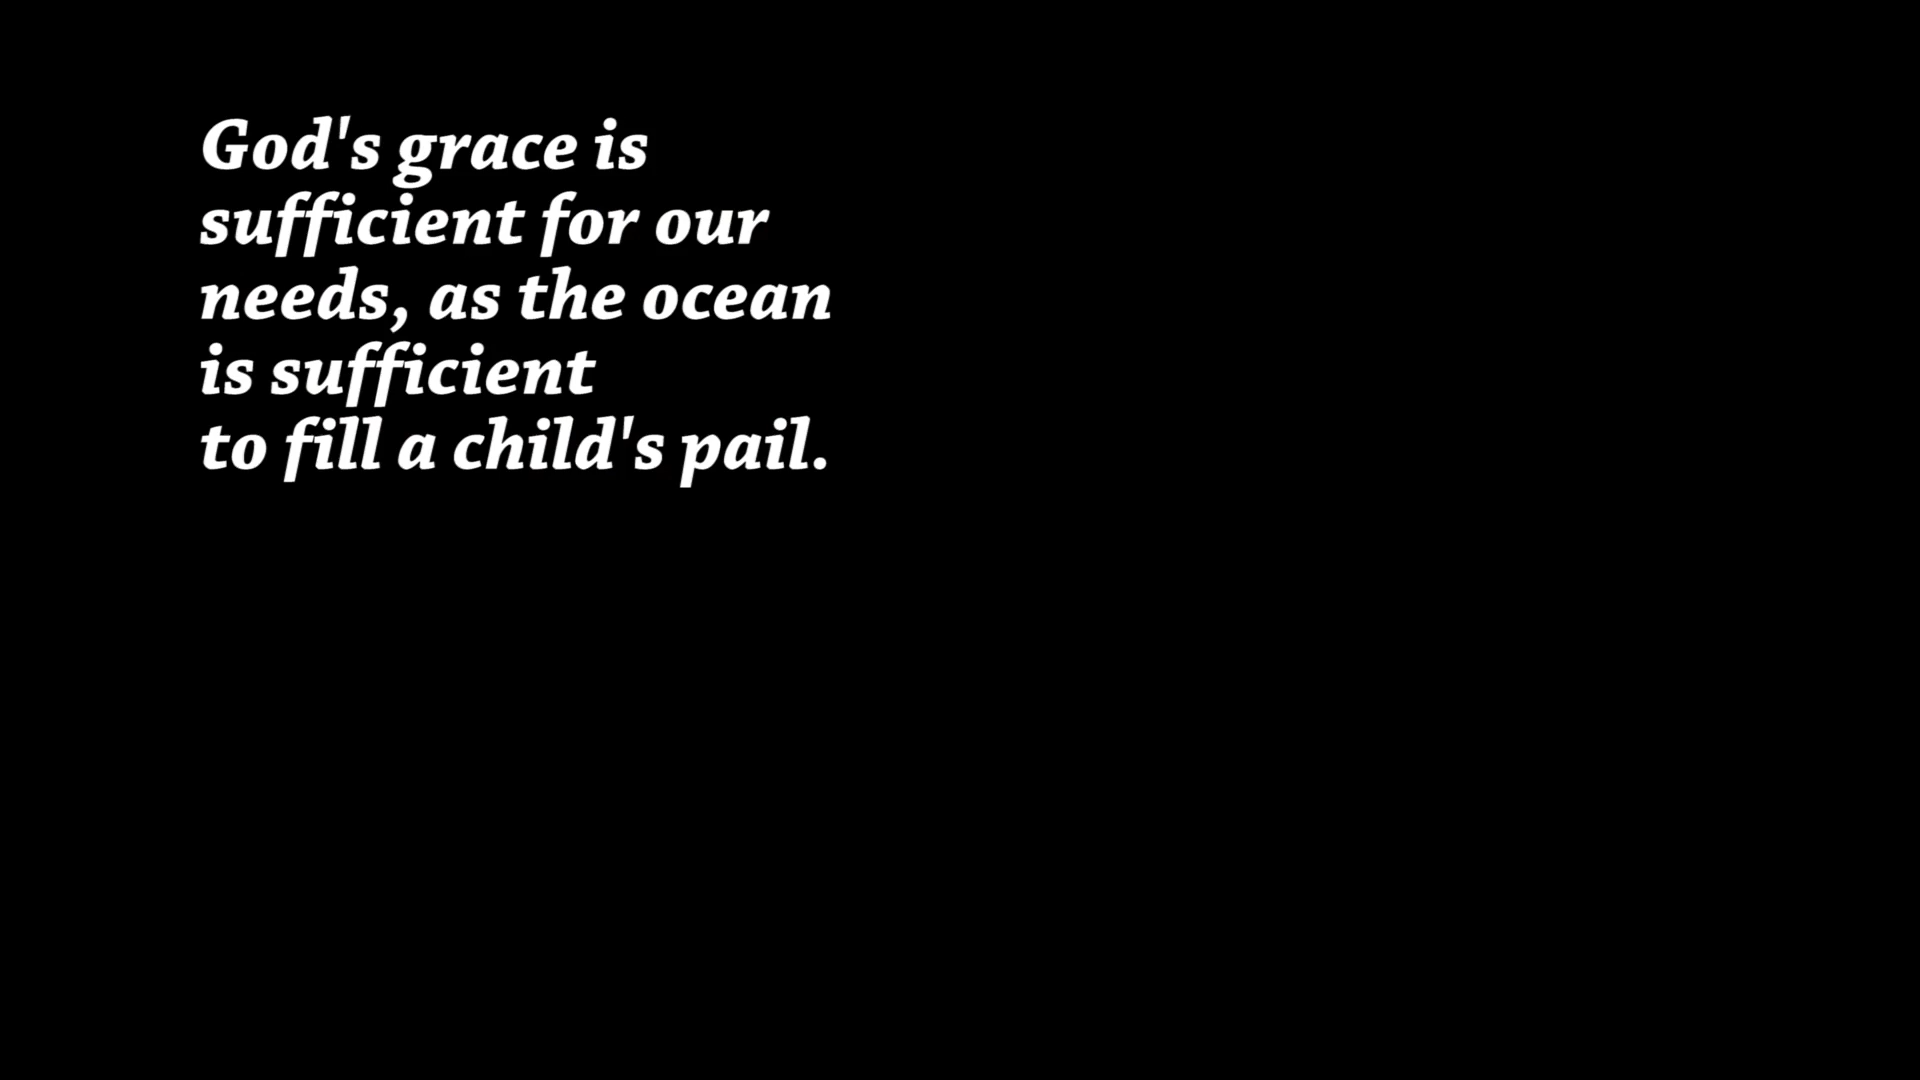 God's grace is
sufficient for our
needs, as the ocean
is sufficient
to fill a child's pail.